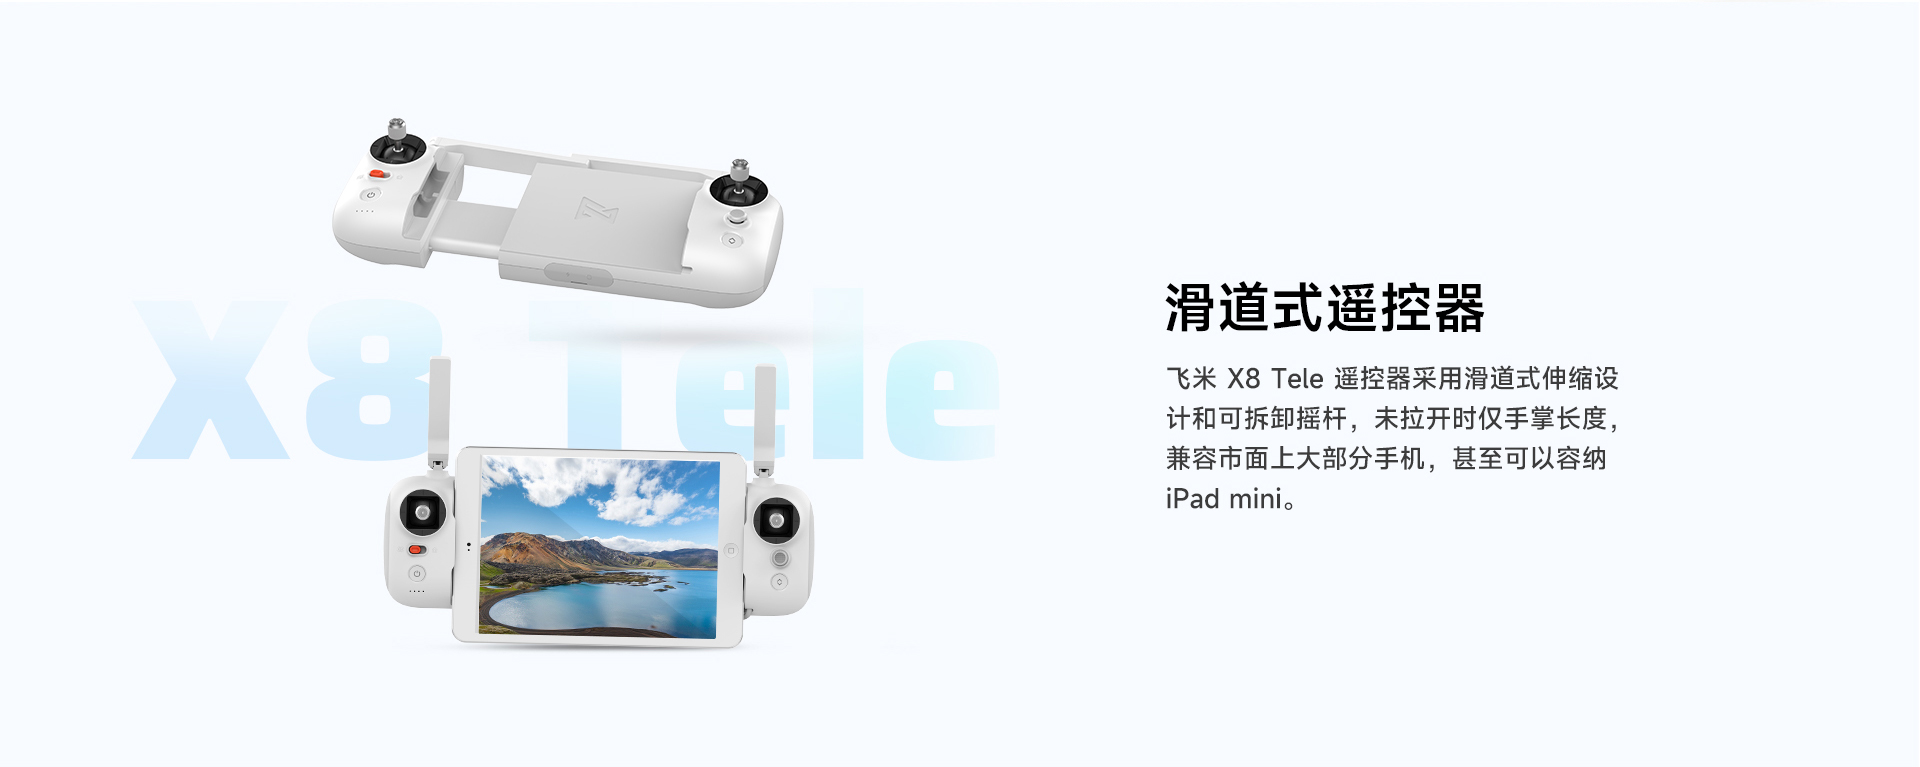 X8 Tele
滑道式遥控器
飞米 X8 Tele 遥控器采用滑道式伸缩设
计和可拆卸摇杆，未拉开时仅手掌长度，
兼容市面上大部分手机，甚至可以容纳
iPad mini。